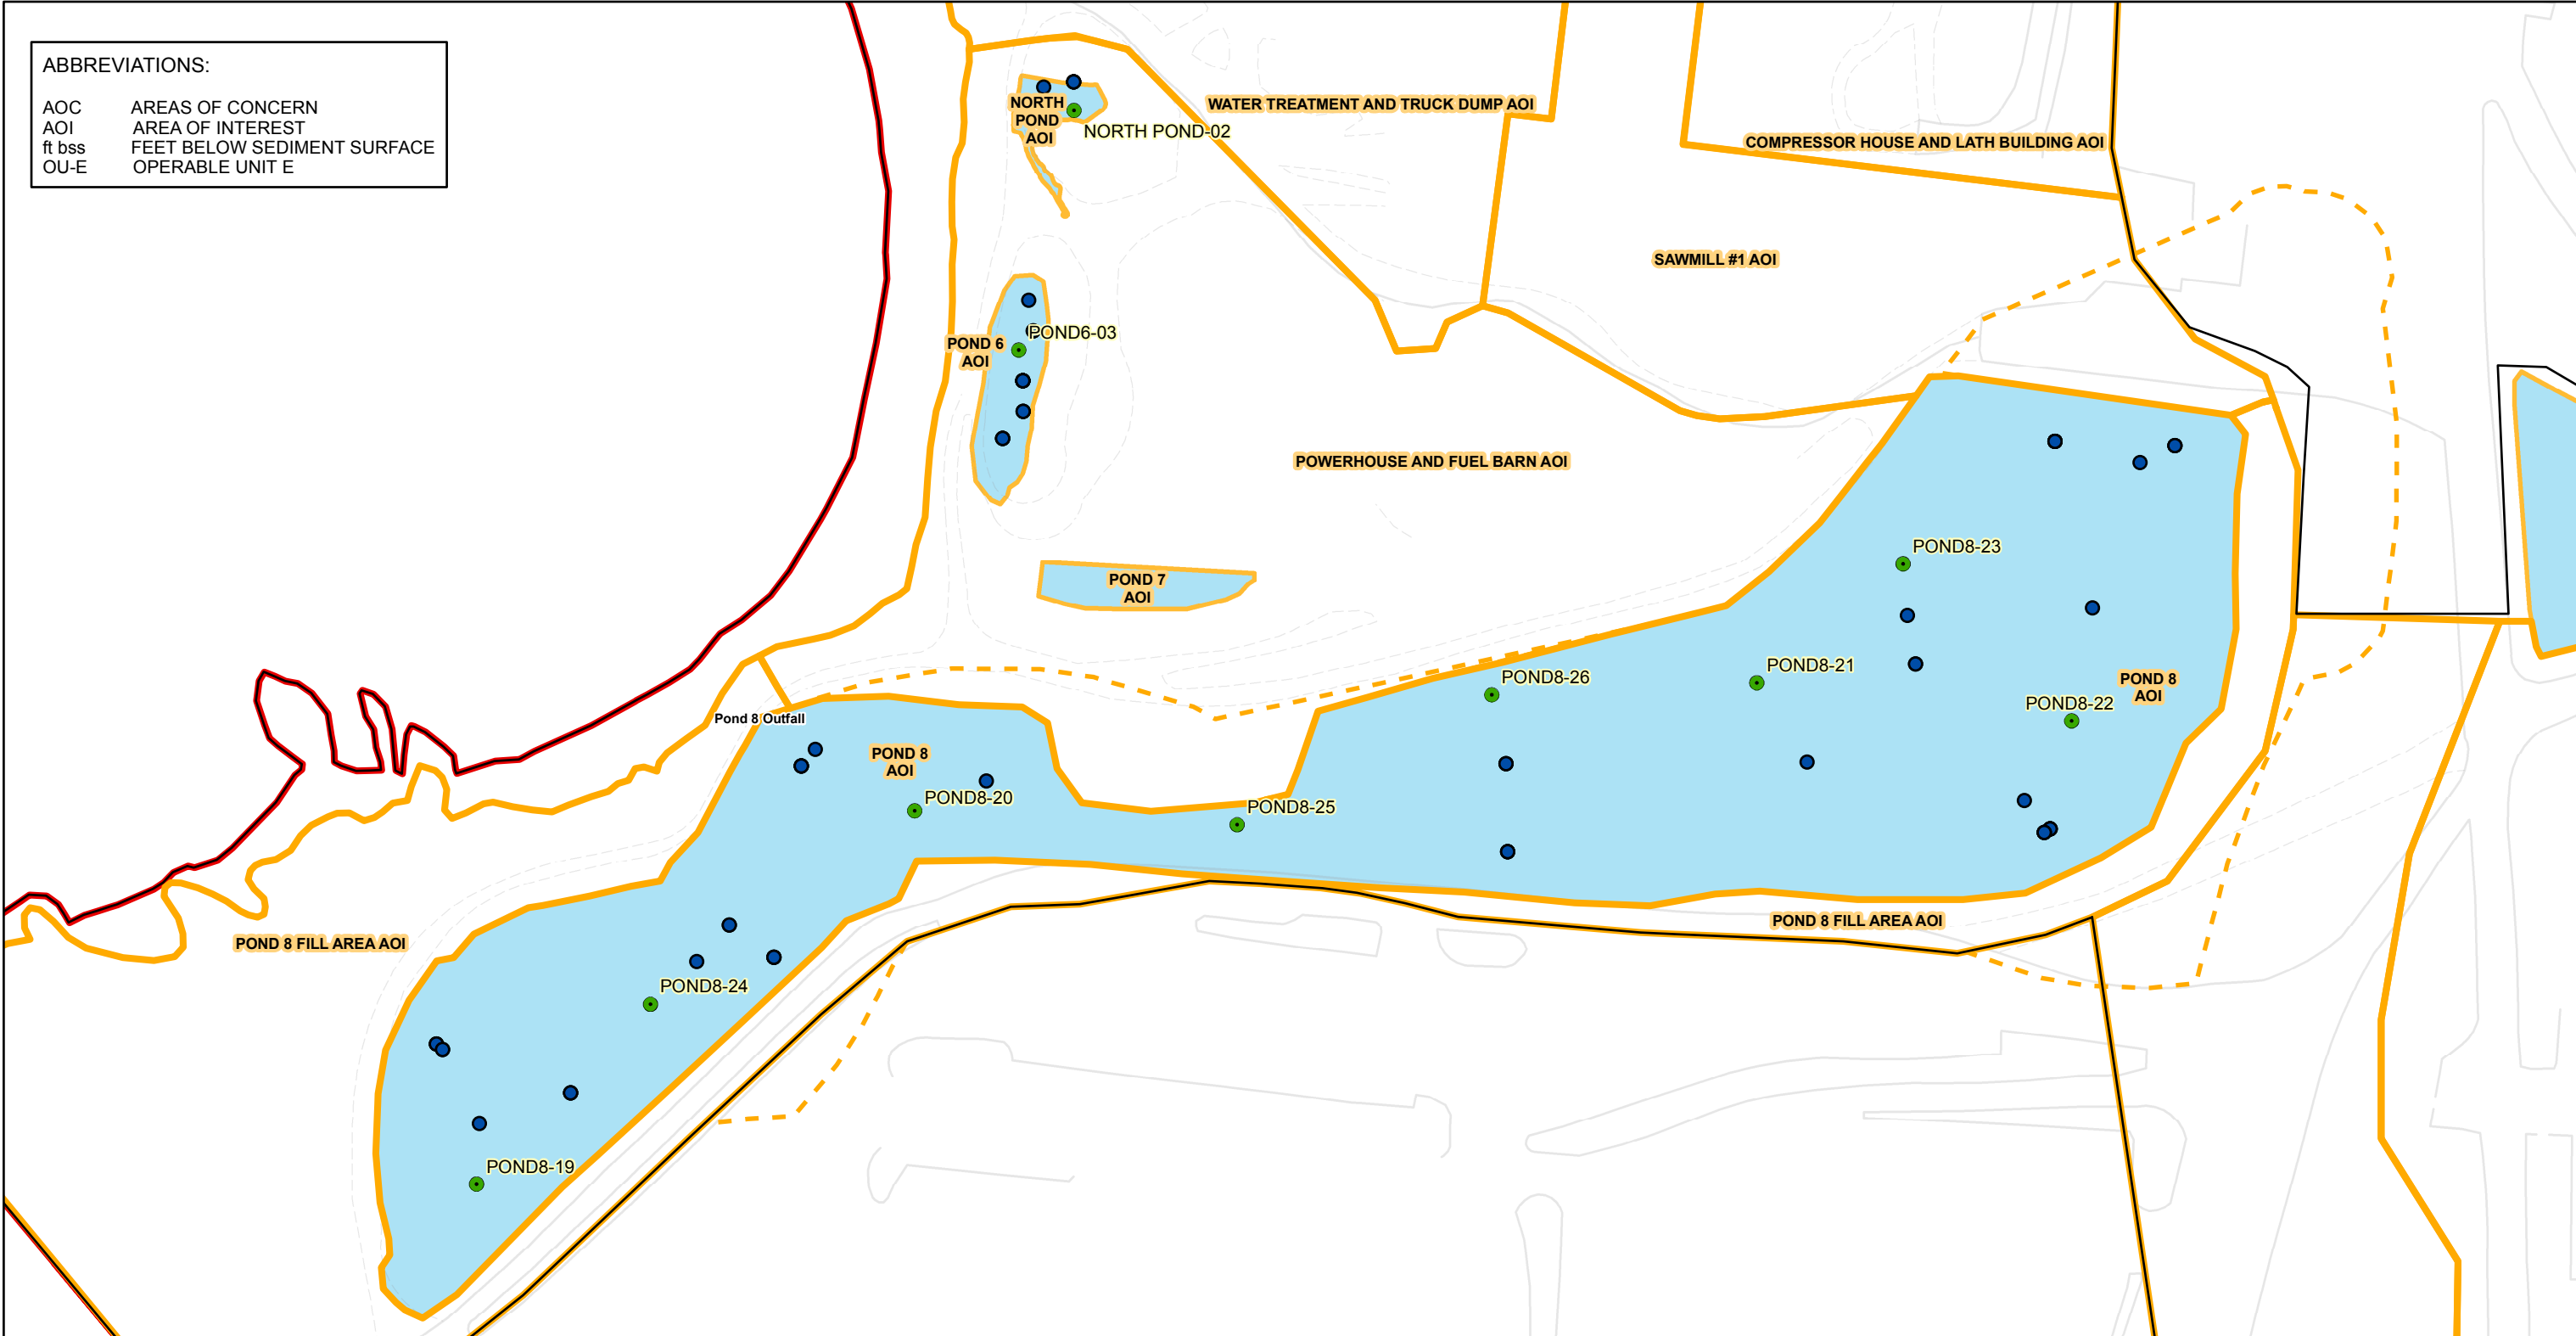 ABBREVIATIONS:
AOC AREAS OF CONCERN
AOI AREA OF INTEREST
ft bss FEET BELOW SEDIMENT SURFACE
OU-E OPERABLE UNIT E
NORTH
POND
AOI
NORTH POND-02
WATER TREATMENT AND TRUCK DUMP AOI
COMPRESSOR HOUSE AND LATH BUILDING AOI
SAWMILL #1 AOI
POND6-03
POND 6
AOI
POWERHOUSE AND FUEL BARN AOI
POND8-23
POND 7
AOI
POND8-21
POND8-26
POND 8
AOI
POND8-22
Pond 8 Outfall
POND 8
AOI
POND8-20
POND8-25
POND 8 FILL AREA AOI
POND 8 FILL AREA AOI
POND8-24
POND8-19